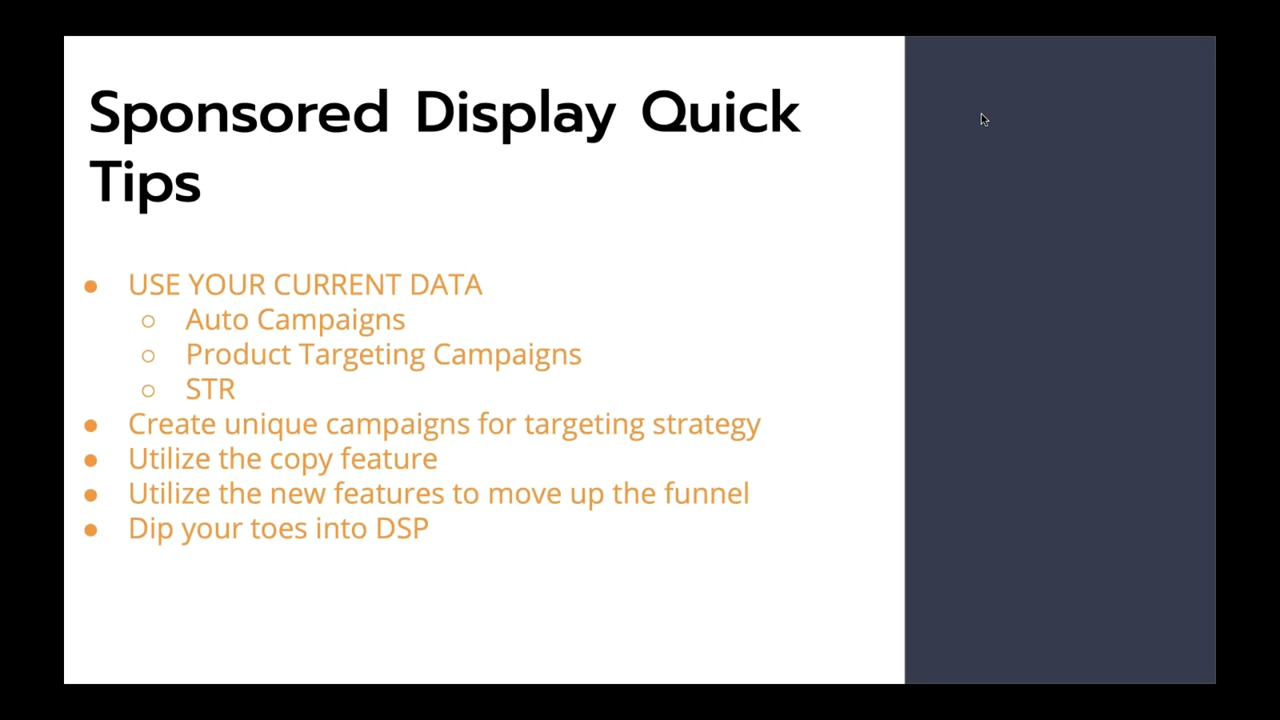 Sponsored Display Quick
Tips
● USE YOUR CURRENT DATA
○ Auto Campaigns
○ Product Targeting Campaigns
○ STR
● Create unique campaigns for targeting strategy
● Utilize the copy feature
● Utilize the new features to move up the funnel
● Dip your toes into DSP